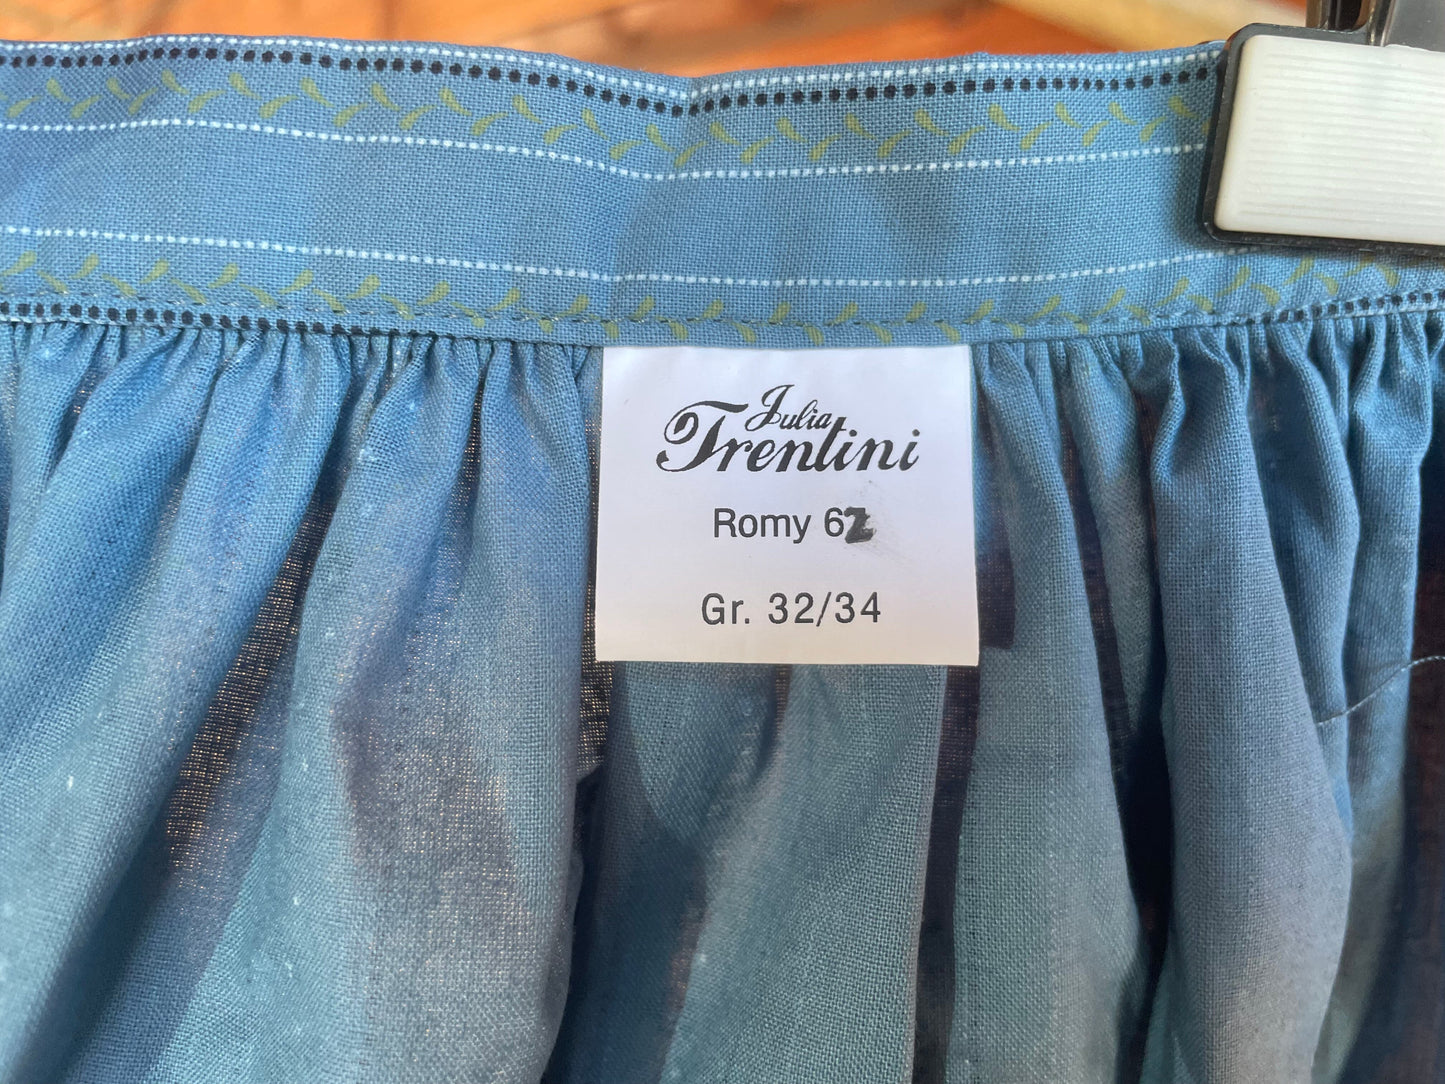 Julia
Trentini
Romy 62
Gr. 32/34